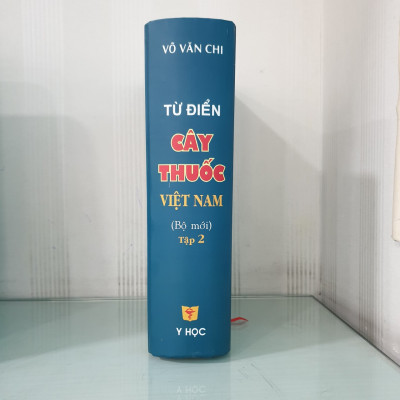 VÕ VĂN CHI
TỪ ĐIỂN
CÂY
THUỐC
VIỆT NAM
(Bộ mới)
Tập 2
Y HỌC